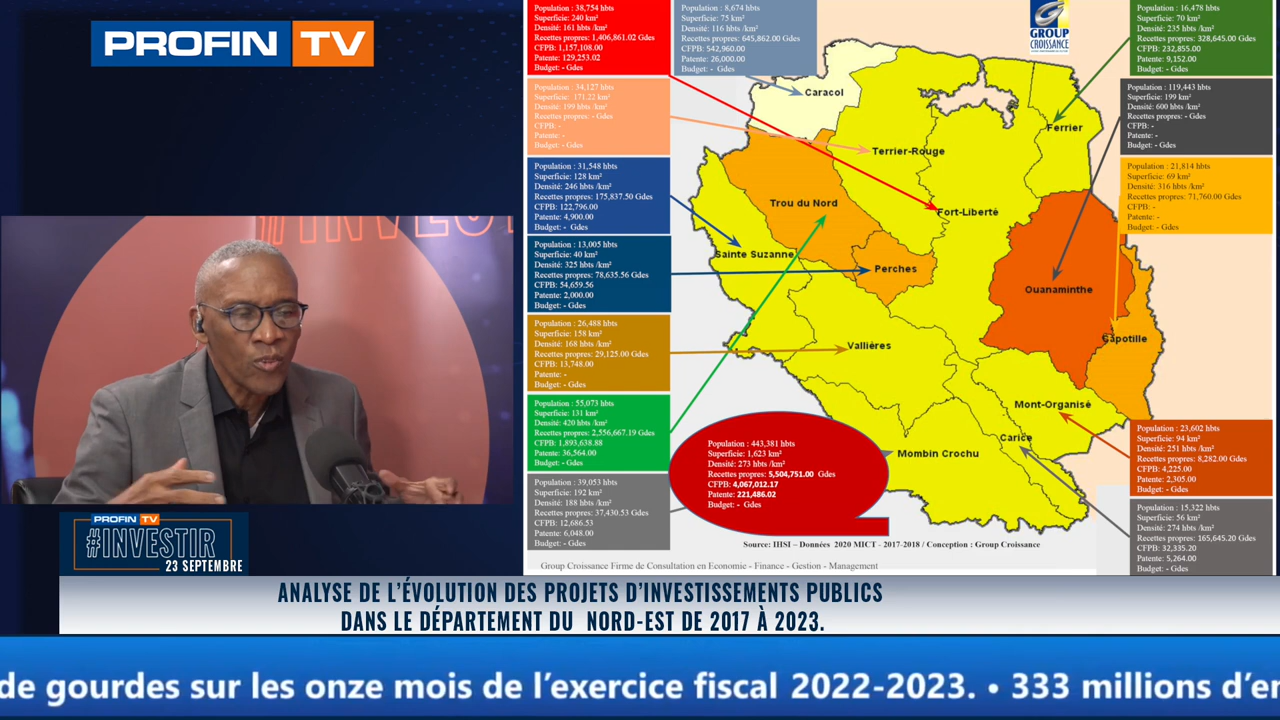 PROFIN TV
Population : 38,754 hbts
Superficie: 240 km²
Densité: 161 hbts /km²
Recettes propres: 1,406,861.02 Gdes
CFPB: 1,157,108.00
Patente: 129,253.02
Budget: - Gdes
Population : 34,127 hbts
Superficie: 171.22 km²
Densité: 199 hbts /km²
Recettes propres: - Gdes
CFPB: -
Patente: -
Budget: - Gdes
Population : 31,548 hbts
Superficie: 128 km²
Densité: 246 hbts /km²
Recettes propres: 175,837.50 Gdes
CFPB: 122,796.00
Patente: 4,900.00
Budget: - Gdes
Population : 13,005 hbts
Superficie: 40 km²
Densité: 325 hbts /km²
Recettes propres: 78,635.56 Gdes
CFPB: 54,659.56
Patente: 2,000.00
Budget: - Gdes
Population : 26,488 hbts
Superficie: 158 km²
Densité: 168 hbts /km²
Recettes propres: 29,125.00 Gdes
CFPB: 13,748.00
Patente: -
Budget: - Gdes
Population : 55,073 hbts
Superficie: 131 km²
Densité: 420 hbts /km²
Recettes propres: 2,556,667.19 Gdes
CFPB: 1,893,638.88
Patente: 36,564.00
Budget: - Gdes
Population : 39,053 hbts
Superficie: 192 km²
Densité: 188 hbts /km²
Recettes propres: 37,430.53 Gdes
CFPB: 12,686.53
Patente: 6,048.00
Budget: - Gdes
Population : 8,674 hbts
Superficie: 75 km²
Densité: 116 hbts /km²
Recettes propres: 645,862.00 Gdes
CFPB: 542,960.00
Patente: 26,000.00
Budget: - Gdes
GROUP
CROISSANCE
Population : 16,478 hbts
Superficie: 70 km²
Densité: 235 hbts /km²
Recettes propres: 328,645.00 Gdes
CFPB: 232,855.00
Patente: 9,152.00
Budget: - Gdes
Population : 119,443 hbts
Superficie: 199 km²
Densité: 600 hbts /km²
Recettes propres: - Gdes
CFPB: -
Patente: -
Budget: - Gdes
Population : 21,814 hbts
Superficie: 69 km²
Densité: 316 hbts /km²
Recettes propres: 71,760.00 Gdes
CFPB: -
Patente: -
Budget: - Gdes
Population : 23,602 hbts
Superficie: 94 km²
Densité: 251 hbts /km²
Recettes propres: 8,282.00 Gdes
CFPB: 4,225.00
Patente: 2,305.00
Budget: - Gdes
Population : 15,322 hbts
Superficie: 56 km²
Densité: 274 hbts /km²
Recettes propres: 165,645.20 Gdes
CFPB: 32,335.20
Patente: 5,264.00
Budget: - Gdes
Caracol
Ferrier
Terrier-Rouge
Trou du Nord
Fort-Liberté
Sainte Suzanne
Perches
Ouanaminthe
Capotille
Vallières
Mont-Organisé
Carice
Mombin Crochu
Population : 443,381 hbts
Superficie: 1,623 km²
Densité: 273 hbts /km²
Recettes propres: 5,504,751.00 Gdes
CFPB: 4,067,012.17
Patente: 221,486.02
Budget: - Gdes
Source: IHSI – Données 2020 MICT - 2017-2018 / Conception : Group Croissance
Group Croissance Firme de Consultation en Economie - Finance - Gestion - Management
PROFIN TV
#INVESTIR
23 SEPTEMBRE
ANALYSE DE L'ÉVOLUTION DES PROJETS D'INVESTISSEMENTS PUBLICS
DANS LE DÉPARTEMENT DU NORD-EST DE 2017 À 2023.
de gourdes sur les onze mois de l'exercice fiscal 2022-2023. • 333 millions d'e